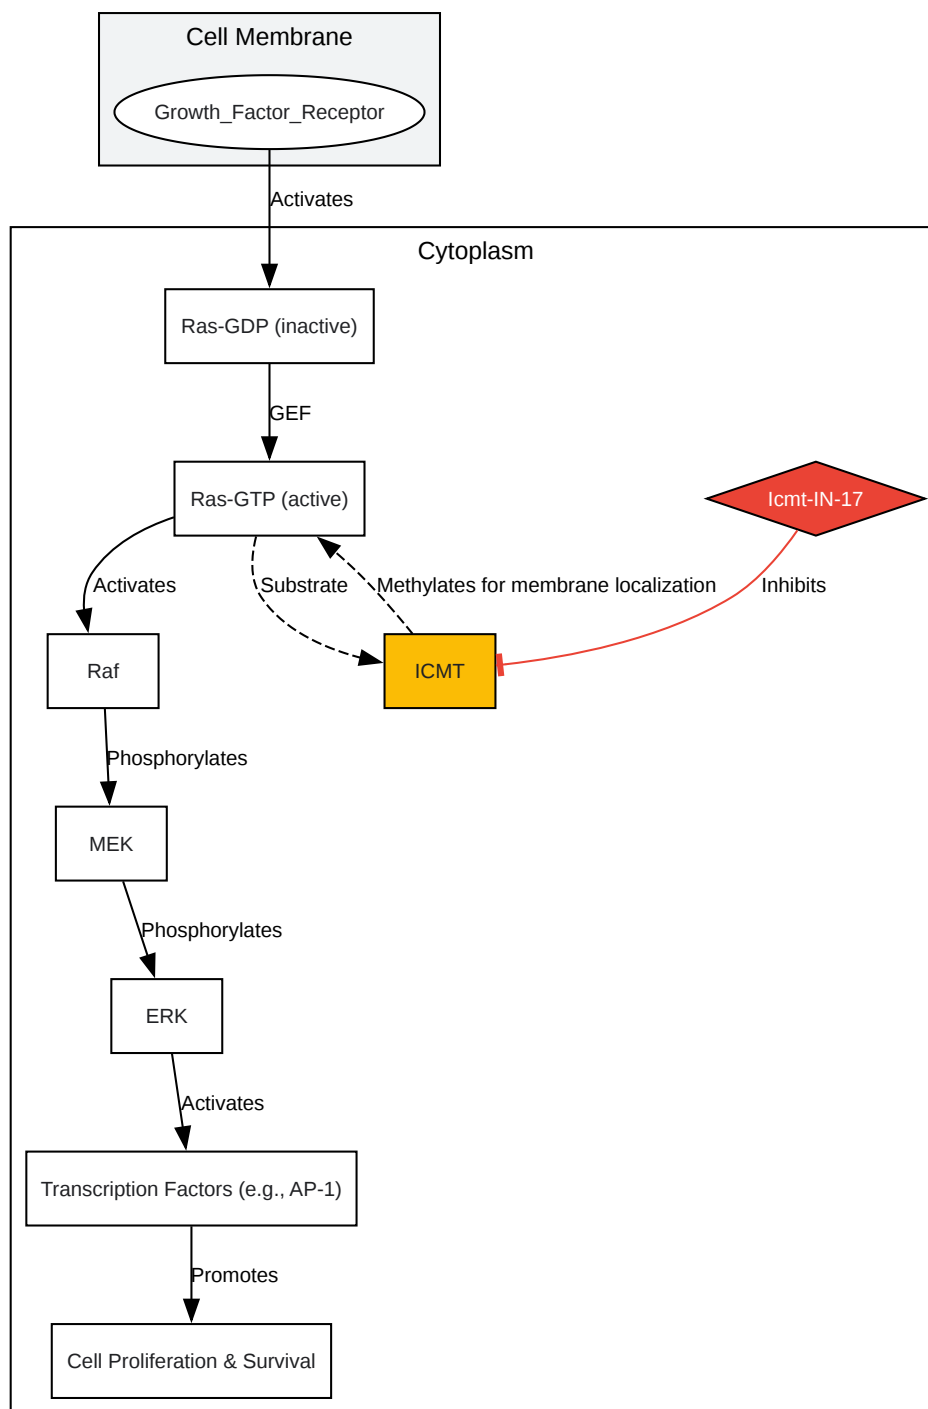 Cell Membrane
Growth_Factor_Receptor
Activates
Cytoplasm
Ras-GDP (inactive)
GEF
Ras-GTP (active)
Icmt-IN-17
Activates
Substrate
Methylates for membrane localization
Inhibits
Raf
ICMT
Phosphorylates
MEK
Phosphorylates
ERK
Activates
Transcription Factors (e.g., AP-1)
Promotes
Cell Proliferation & Survival